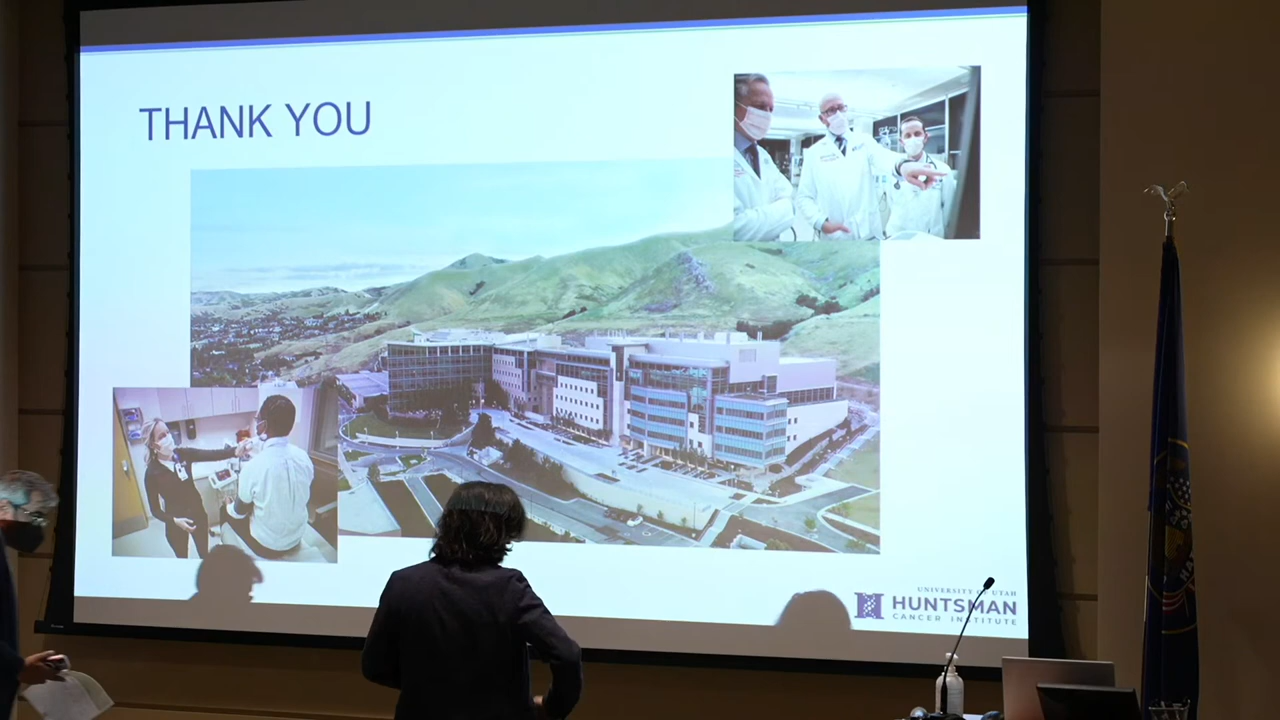 THANK YOU
UNIVERSITY OF UTAH
HUNTSMAN
CANCER INSTITUTE